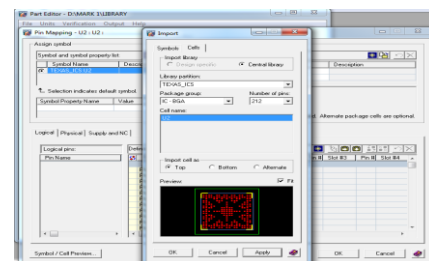 Part Editor - D:\MARK 1\LIBRARY
File Units Verification Output Help
Pin Mapping - U2 : U2 :
Assign symbol
Symbol and symbol property list:
Symbol Name
Description
TEXAS_ICS:U2
Selection indicates default symbol.
Symbol Property Name Value
Alternate package cells are optional.
Logical Physical Supply and NC
Logical pins:
Pin Name
Slot #3 Pin # Slot #4
Symbol / Cell Preview...
OK Cancel
Import
Symbols Cells
Import library
Design specific Central library
Library partition:
TEXAS_ICS
Package group: Number of pins:
IC - BGA 212
Cell name:
U2
Import cell as
Top Bottom Alternate
Preview: Fit
OK Cancel Apply